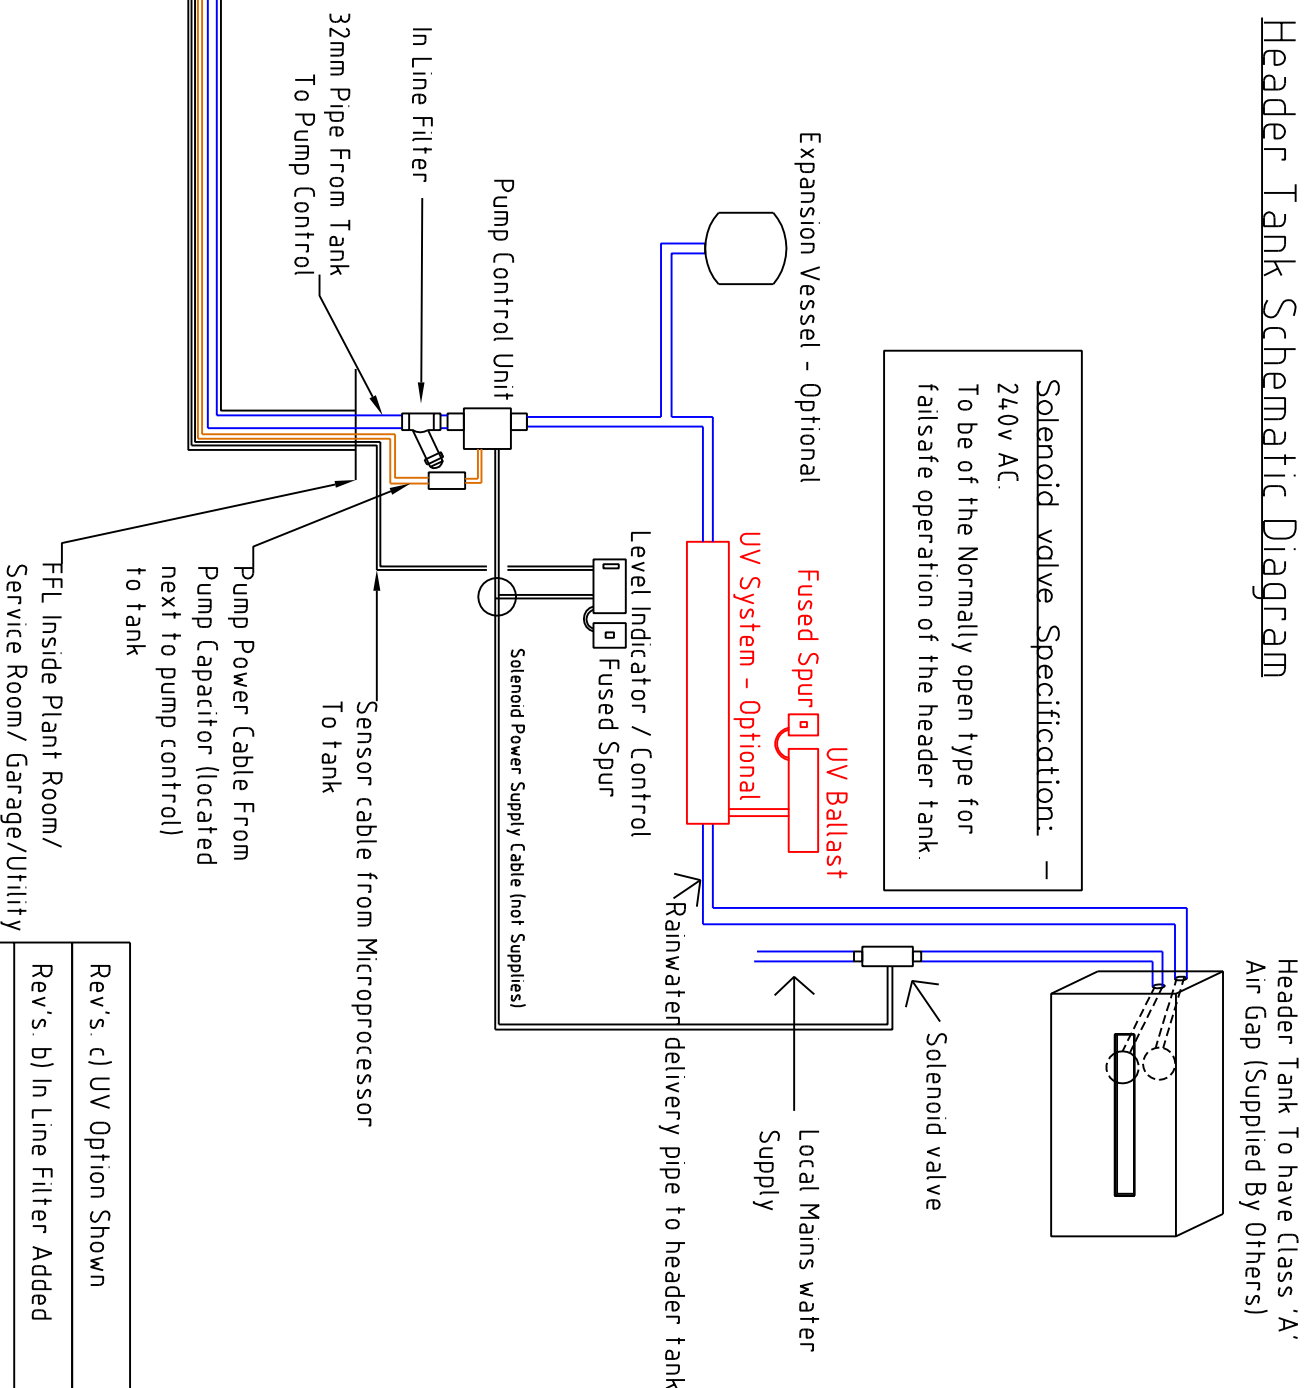 Header Tank Schematic Diagram
Header Tank To have Class 'A'
Air Gap (Supplied By Others)
Solenoid valve Specification: -
240v AC.
To be of the Normally open type for
failsafe operation of the header tank.
Solenoid valve
Expansion Vessel - Optional
Fused Spur
UV Ballast
UV System - Optional
Local Mains water
Supply
Rainwater delivery pipe to header tank
Level Indicator / Control
Fused Spur
Pump Control Unit
Solenoid Power Supply Cable (not Supplies)
In Line Filter
32mm Pipe From Tank
To Pump Control
Sensor cable from Microprocessor
To tank
Pump Power Cable From
Pump Capacitor (located
next to pump control)
to tank
FFL Inside Plant Room/
Service Room/ Garage/Utility
Rev's. c) UV Option Shown
Rev's. b) In Line Filter Added